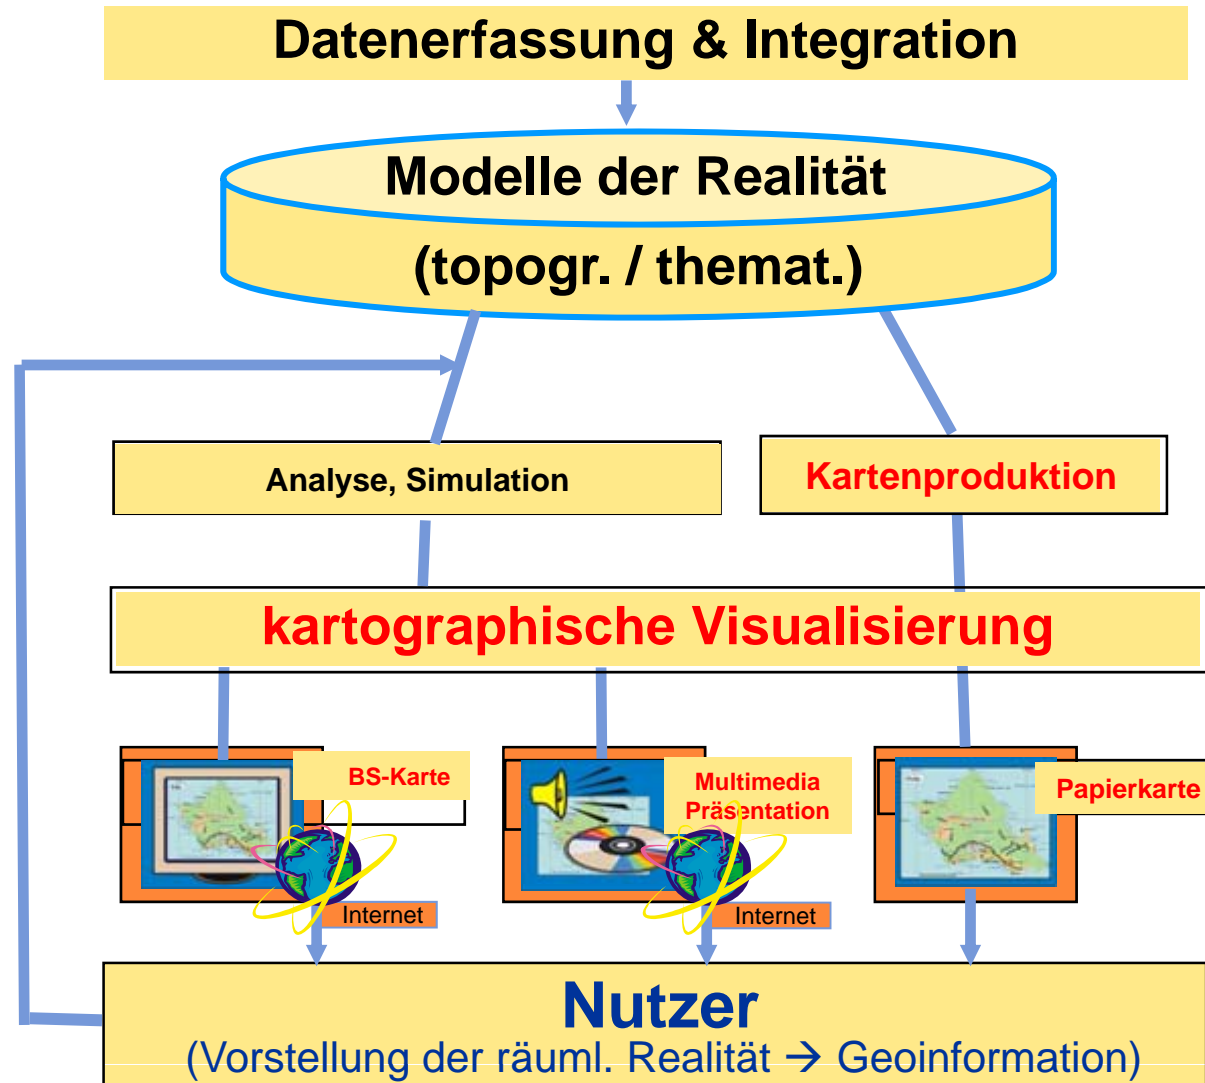 Datenerfassung & Integration
Modelle der Realität
(topogr. / themat.)
Analyse, Simulation
Kartenproduktion
kartographische Visualisierung
BS-Karte
Multimedia
Präsentation
Papierkarte
Internet
Internet
Nutzer
(Vorstellung der räuml. Realität → Geoinformation)